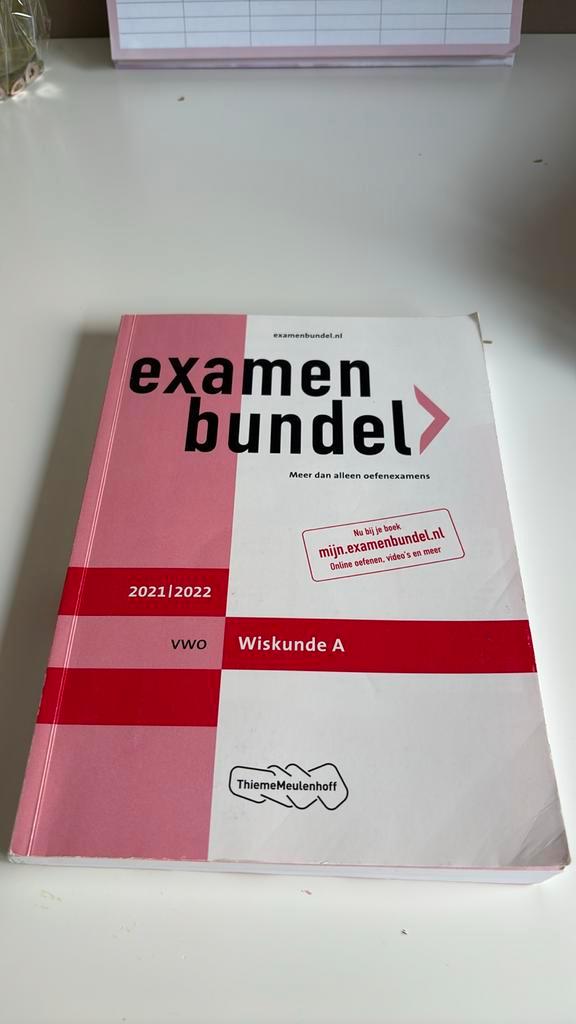 examenbundel.nl
examen
bundel
Meer dan alleen oefenexamens
Nu bij je boek
mijn.examenbundel.nl
Online oefenen, video's en meer
2021|2022
vwo
Wiskunde A
ThiemeMeulenhoff